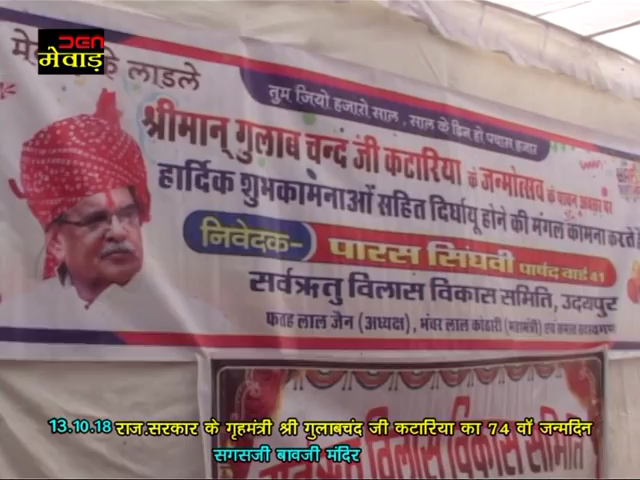 DEN
मेवाड़
के लाडले
तुम जियो हजारो साल , साल के दिन हो पचास हजार
श्रीमान् गुलाब चन्द जी कटारिया के जन्मोत्सव के पावन अवसर पर
हार्दिक शुभकामनाओं सहित दिर्घायू होने की मंगल कामना करते
निवेदक- पारस सिंघवी पार्षद वार्ड 41
सर्वऋतु विलास विकास समिति, उदयपुर
फतह लाल जैन (अध्यक्ष) , भंवर लाल कोठारी (महामंत्री) एवं समस्त सदस्यगण
विलास विकास समिति
13.10.18 राज.सरकार के गृहमंत्री श्री गुलाबचंद जी कटारिया का 74 वॉ जन्मदिन
सगसजी बावजी मंदिर